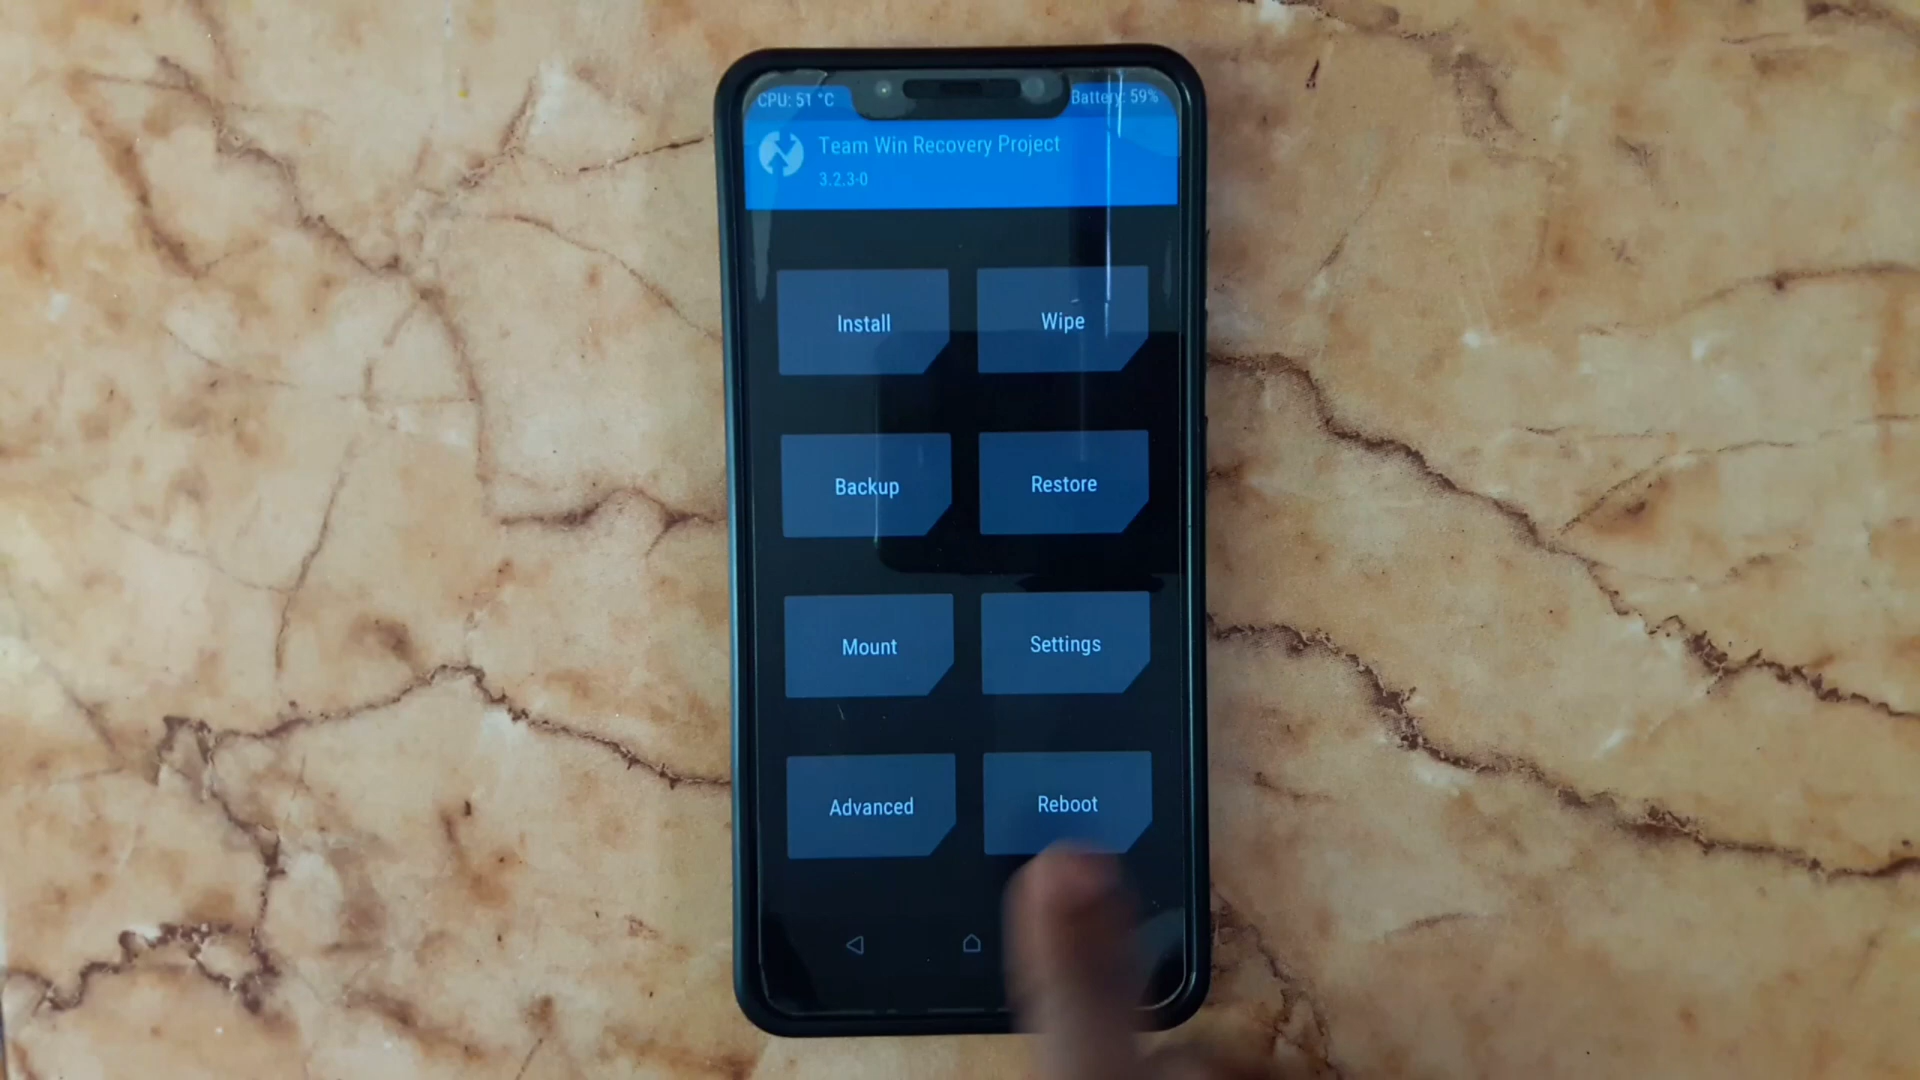 CPU: 51 °C
Battery: 59%
Team Win Recovery Project
3.2.3-0
Install
Wipe
Backup
Restore
Mount
Settings
Advanced
Reboot